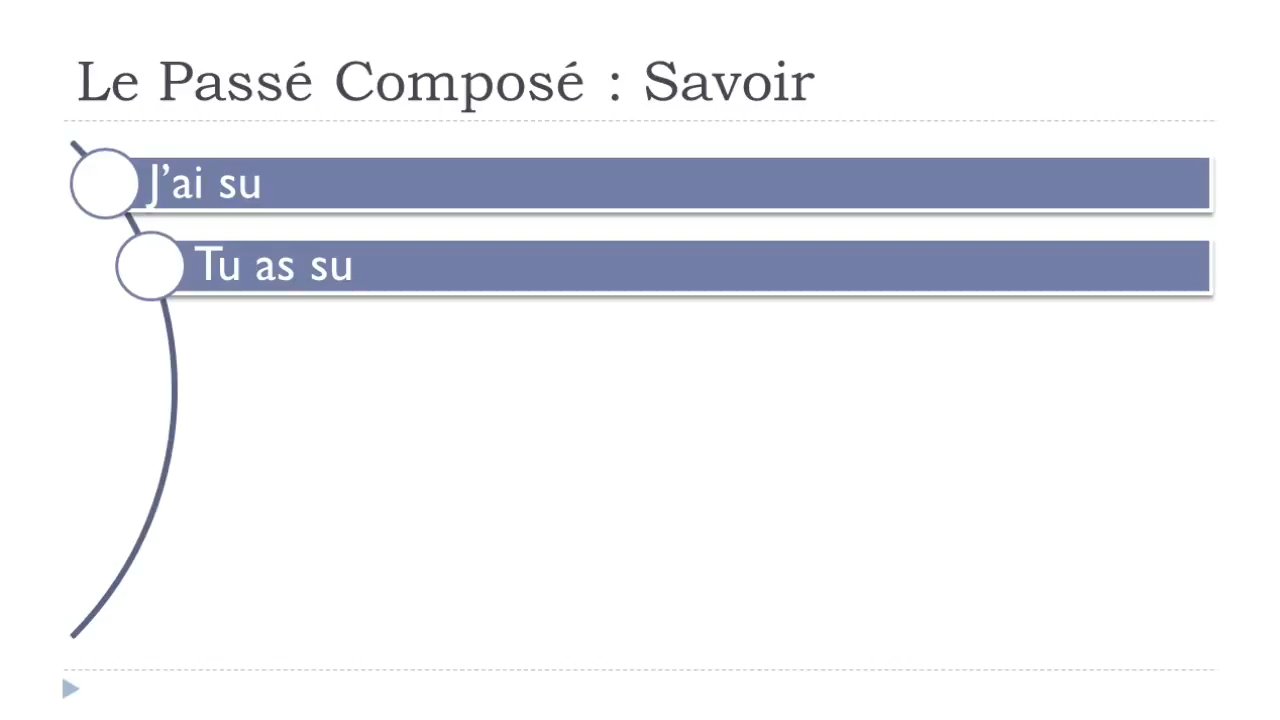 Le Passé Composé : Savoir
J’ai su
Tu as su